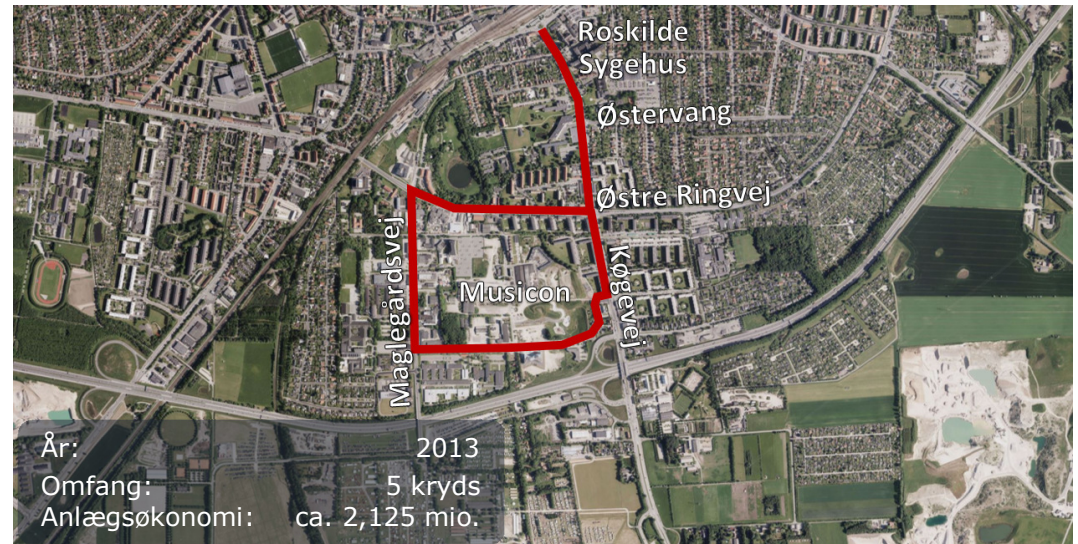 Roskilde
Sygehus
Østervang
Østre Ringvej
Maglegårdsvej
Køgevej
Musicon
År: 2013
Omfang: 5 kryds
Anlægsøkonomi: ca. 2,125 mio.